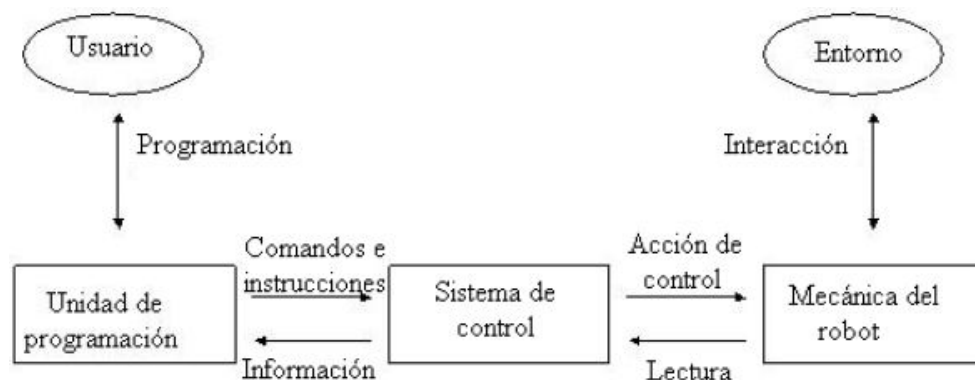 Usuario
Entorno
Programación
Interacción
Comandos e
instrucciones
Acción de
control
Unidad de
programación
Sistema de
control
Mecánica del
robot
Información
Lectura